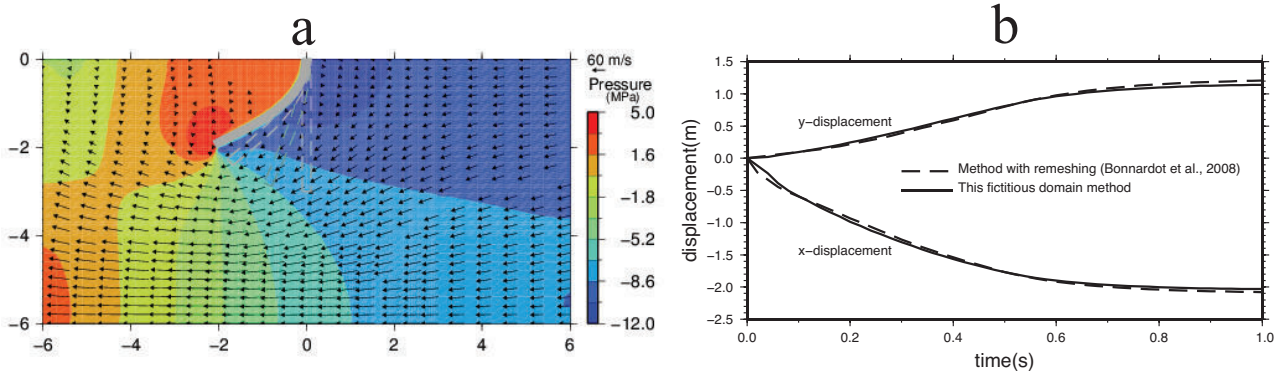 a
b
0
-2
-4
-6
-6
-4
-2
0
2
4
6
60 m/s
Pressure
(MPa)
5.0
1.6
-1.8
-5.2
-8.6
-12.0
1.5
1.0
0.5
0.0
-0.5
-1.0
-1.5
-2.0
-2.5
displacement(m)
y-displacement
Method with remeshing (Bonnardot et al., 2008)
This fictitious domain method
x-displacement
0.0
0.2
0.4
0.6
0.8
1.0
time(s)